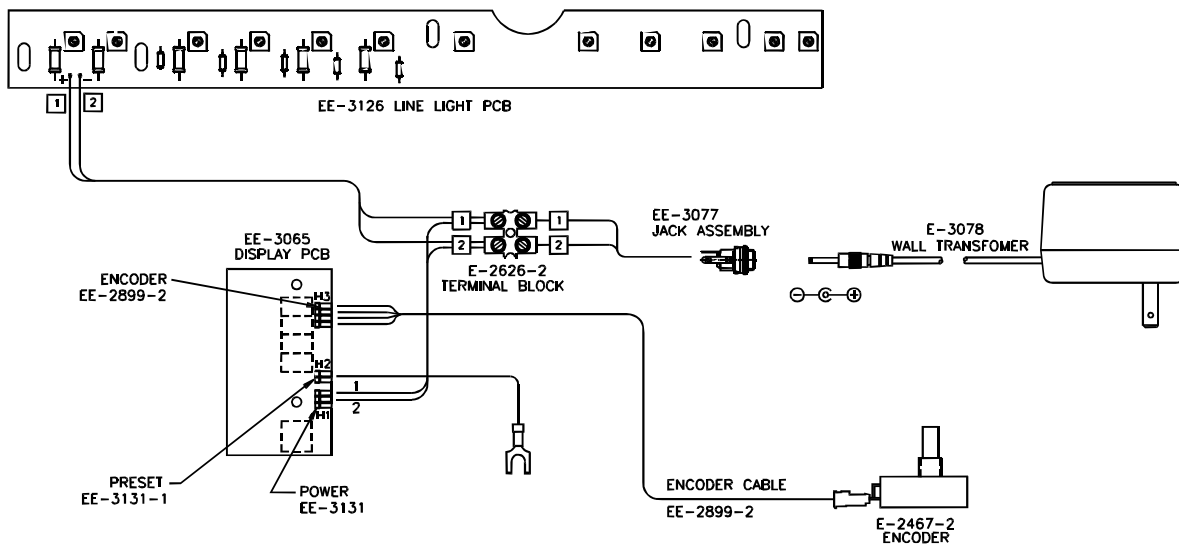 + -
1 2
EE-3126 LINE LIGHT PCB
1 1
2 2
E-2626-2
TERMINAL BLOCK
EE-3077
JACK ASSEMBLY
E-3078
WALL TRANSFOMER
- +
EE-3065
DISPLAY PCB
ENCODER
EE-2899-2
H3
H2
1
2
H1
PRESET
EE-3131-1
POWER
EE-3131
ENCODER CABLE
EE-2899-2
E-2467-2
ENCODER